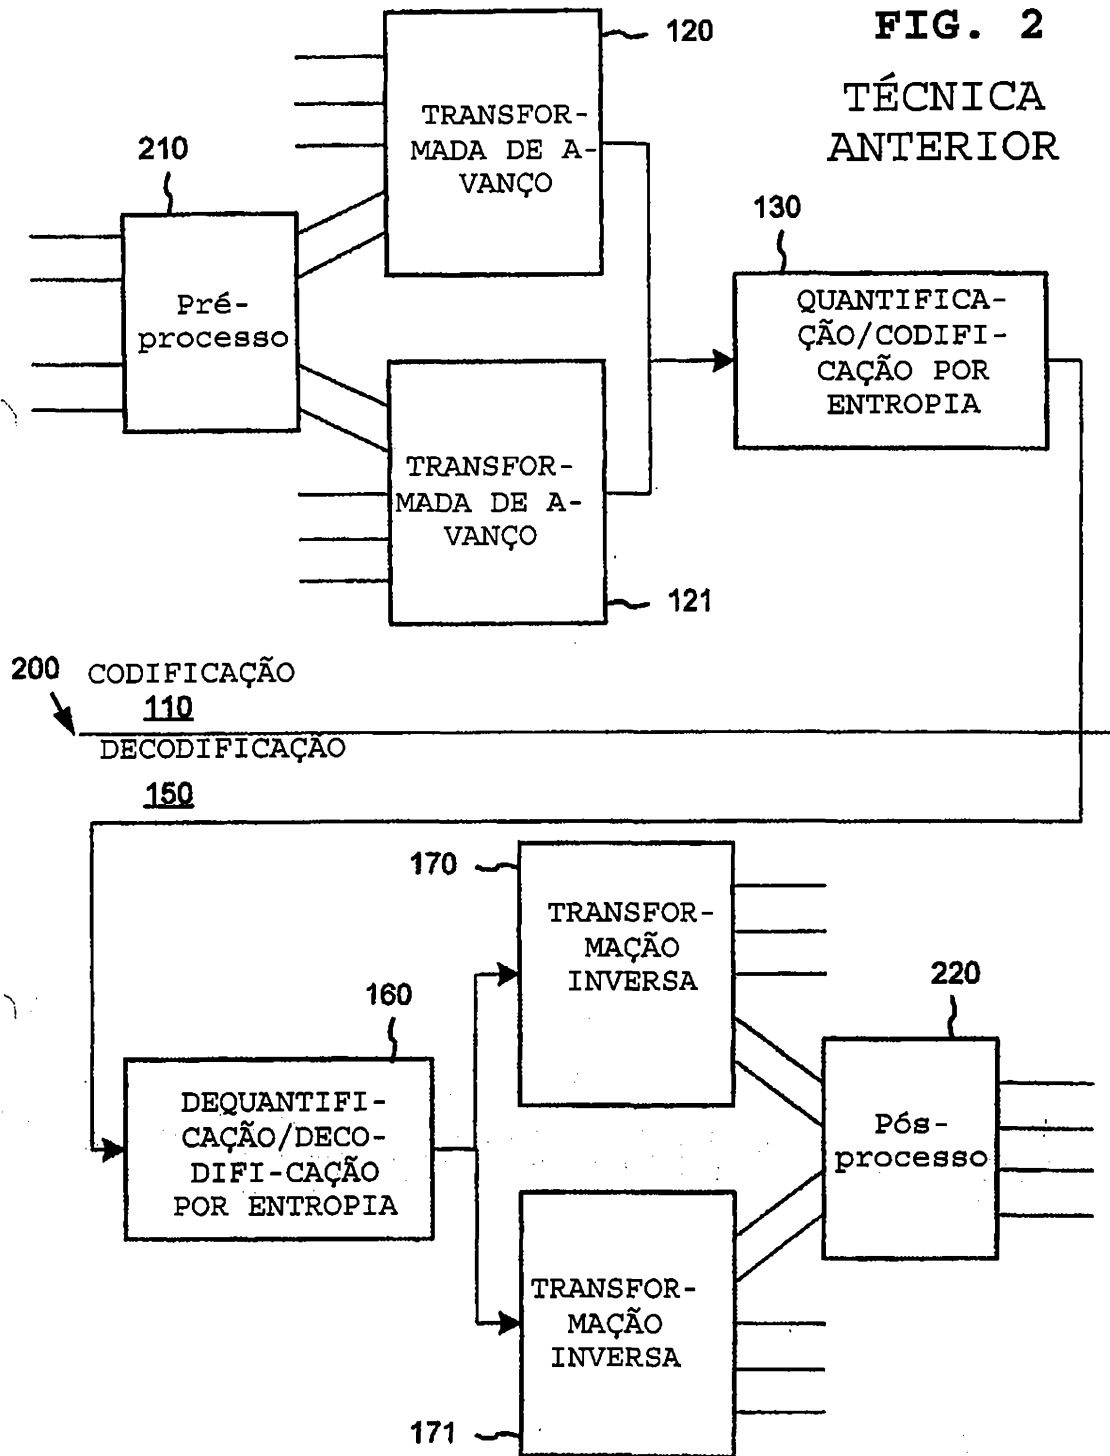 FIG. 2
TÉCNICA
ANTERIOR
120
TRANSFOR-
MADA DE A-
VANÇO
210
Pré-
processo
130
QUANTIFICA-
ÇÃO/CODIFI-
CAÇÃO POR
ENTROPIA
TRANSFOR-
MADA DE A-
VANÇO
121
200 CODIFICAÇÃO
110
DECODIFICAÇÃO
150
170
TRANSFOR-
MAÇÃO
INVERSA
220
Pós-
processo
160
DEQUANTIFI-
CAÇÃO/DECO-
DIFI-CAÇÃO
POR ENTROPIA
TRANSFOR-
MAÇÃO
INVERSA
171